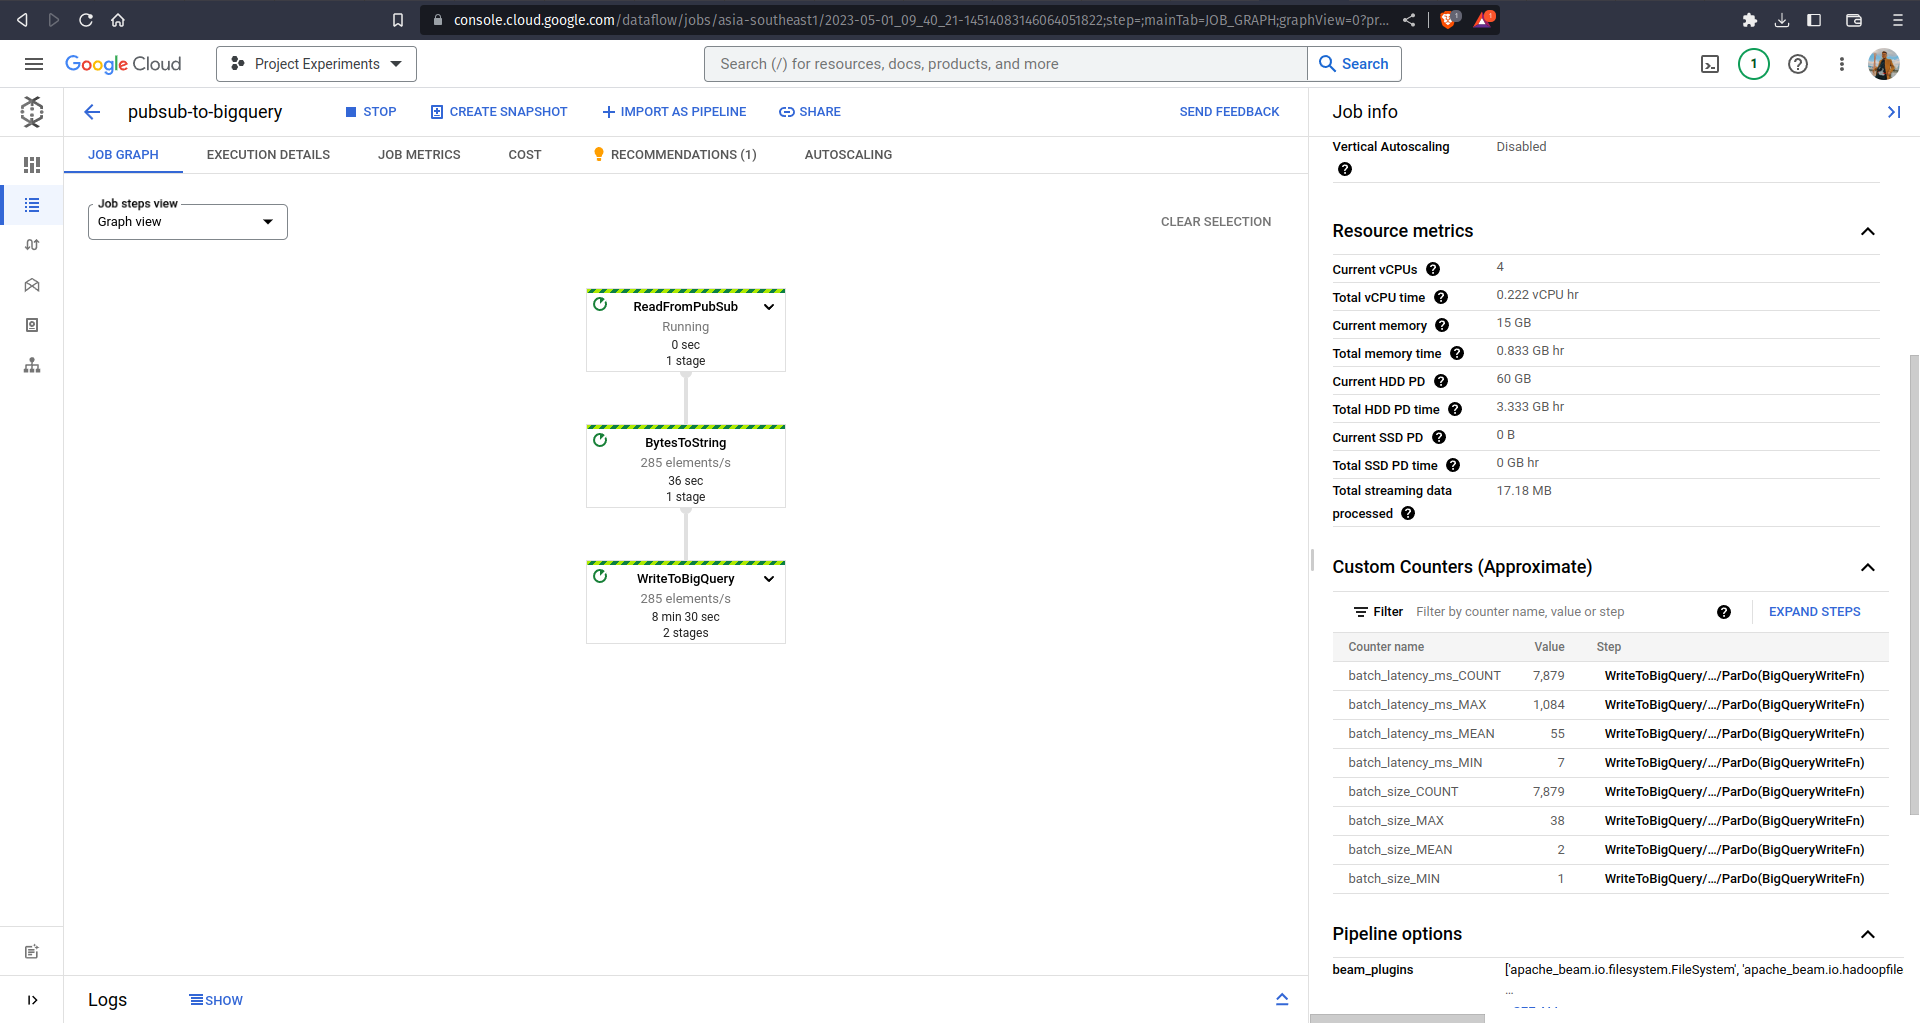 console.cloud.google.com/dataflow/jobs/asia-southeast1/2023-05-01_09_40_21-14514083146064051822;step=;mainTab=JOB_GRAPH;graphView=0?pr...
1
1
Google Cloud
Project Experiments
Search (/) for resources, docs, products, and more
Search
1
pubsub-to-bigquery
STOP
CREATE SNAPSHOT
IMPORT AS PIPELINE
SHARE
SEND FEEDBACK
JOB GRAPH
EXECUTION DETAILS
JOB METRICS
COST
RECOMMENDATIONS (1)
AUTOSCALING
Job steps view
Graph view
CLEAR SELECTION
ReadFromPubSub
Running
0 sec
1 stage
BytesToString
285 elements/s
36 sec
1 stage
WriteToBigQuery
285 elements/s
8 min 30 sec
2 stages
Logs
SHOW
Job info
Vertical Autoscaling Disabled
Resource metrics
Current vCPUs 4
Total vCPU time 0.222 vCPU hr
Current memory 15 GB
Total memory time 0.833 GB hr
Current HDD PD 60 GB
Total HDD PD time 3.333 GB hr
Current SSD PD 0 B
Total SSD PD time 0 GB hr
Total streaming data 17.18 MB
processed
Custom Counters (Approximate)
Filter Filter by counter name, value or step EXPAND STEPS
Counter name Value Step
batch_latency_ms_COUNT 7,879 WriteToBigQuery/.../ParDo(BigQueryWriteFn)
batch_latency_ms_MAX 1,084 WriteToBigQuery/.../ParDo(BigQueryWriteFn)
batch_latency_ms_MEAN 55 WriteToBigQuery/.../ParDo(BigQueryWriteFn)
batch_latency_ms_MIN 7 WriteToBigQuery/.../ParDo(BigQueryWriteFn)
batch_size_COUNT 7,879 WriteToBigQuery/.../ParDo(BigQueryWriteFn)
batch_size_MAX 38 WriteToBigQuery/.../ParDo(BigQueryWriteFn)
batch_size_MEAN 2 WriteToBigQuery/.../ParDo(BigQueryWriteFn)
batch_size_MIN 1 WriteToBigQuery/.../ParDo(BigQueryWriteFn)
Pipeline options
beam_plugins ['apache_beam.io.filesystem.FileSystem', 'apache_beam.io.hadoopfile
...